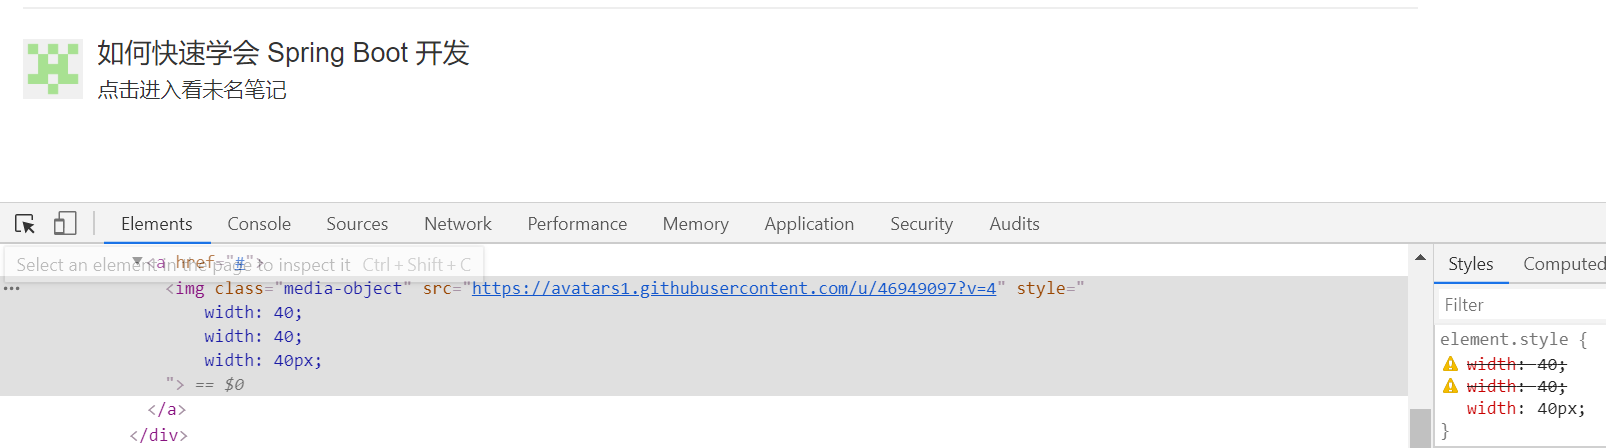 如何快速学会 Spring Boot 开发
点击进入看未名笔记
Elements Console Sources Network Performance Memory Application Security Audits
Select an element in the page to inspect it Ctrl + Shift + C
▼<a href="#">
Styles Computed
••• <img class="media-object" src="https://avatars1.githubusercontent.com/u/46949097?v=4" style="
width: 40;
width: 40;
width: 40px;
"> == $0
</a>
</div>
Filter
element.style {
width: 40;
width: 40;
width: 40px;
}